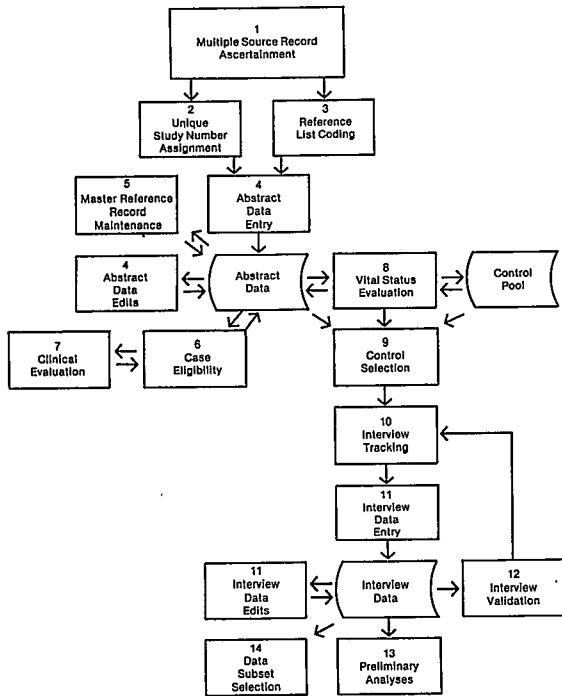 1
Multiple Source Record
Ascertainment
2
Unique
Study Number
Assignment
3
Reference
List Coding
5
Master Reference
Record
Maintenance
4
Abstract
Data
Entry
4
Abstract
Data
Edits
Abstract
Data
8
Vital Status
Evaluation
Control
Pool
7
Clinical
Evaluation
6
Case
Eligibility
9
Control
Selection
10
Interview
Tracking
11
Interview
Data
Entry
11
Interview
Data
Edits
Interview
Data
12
Interview
Validation
14
Data
Subset
Selection
13
Preliminary
Analyses